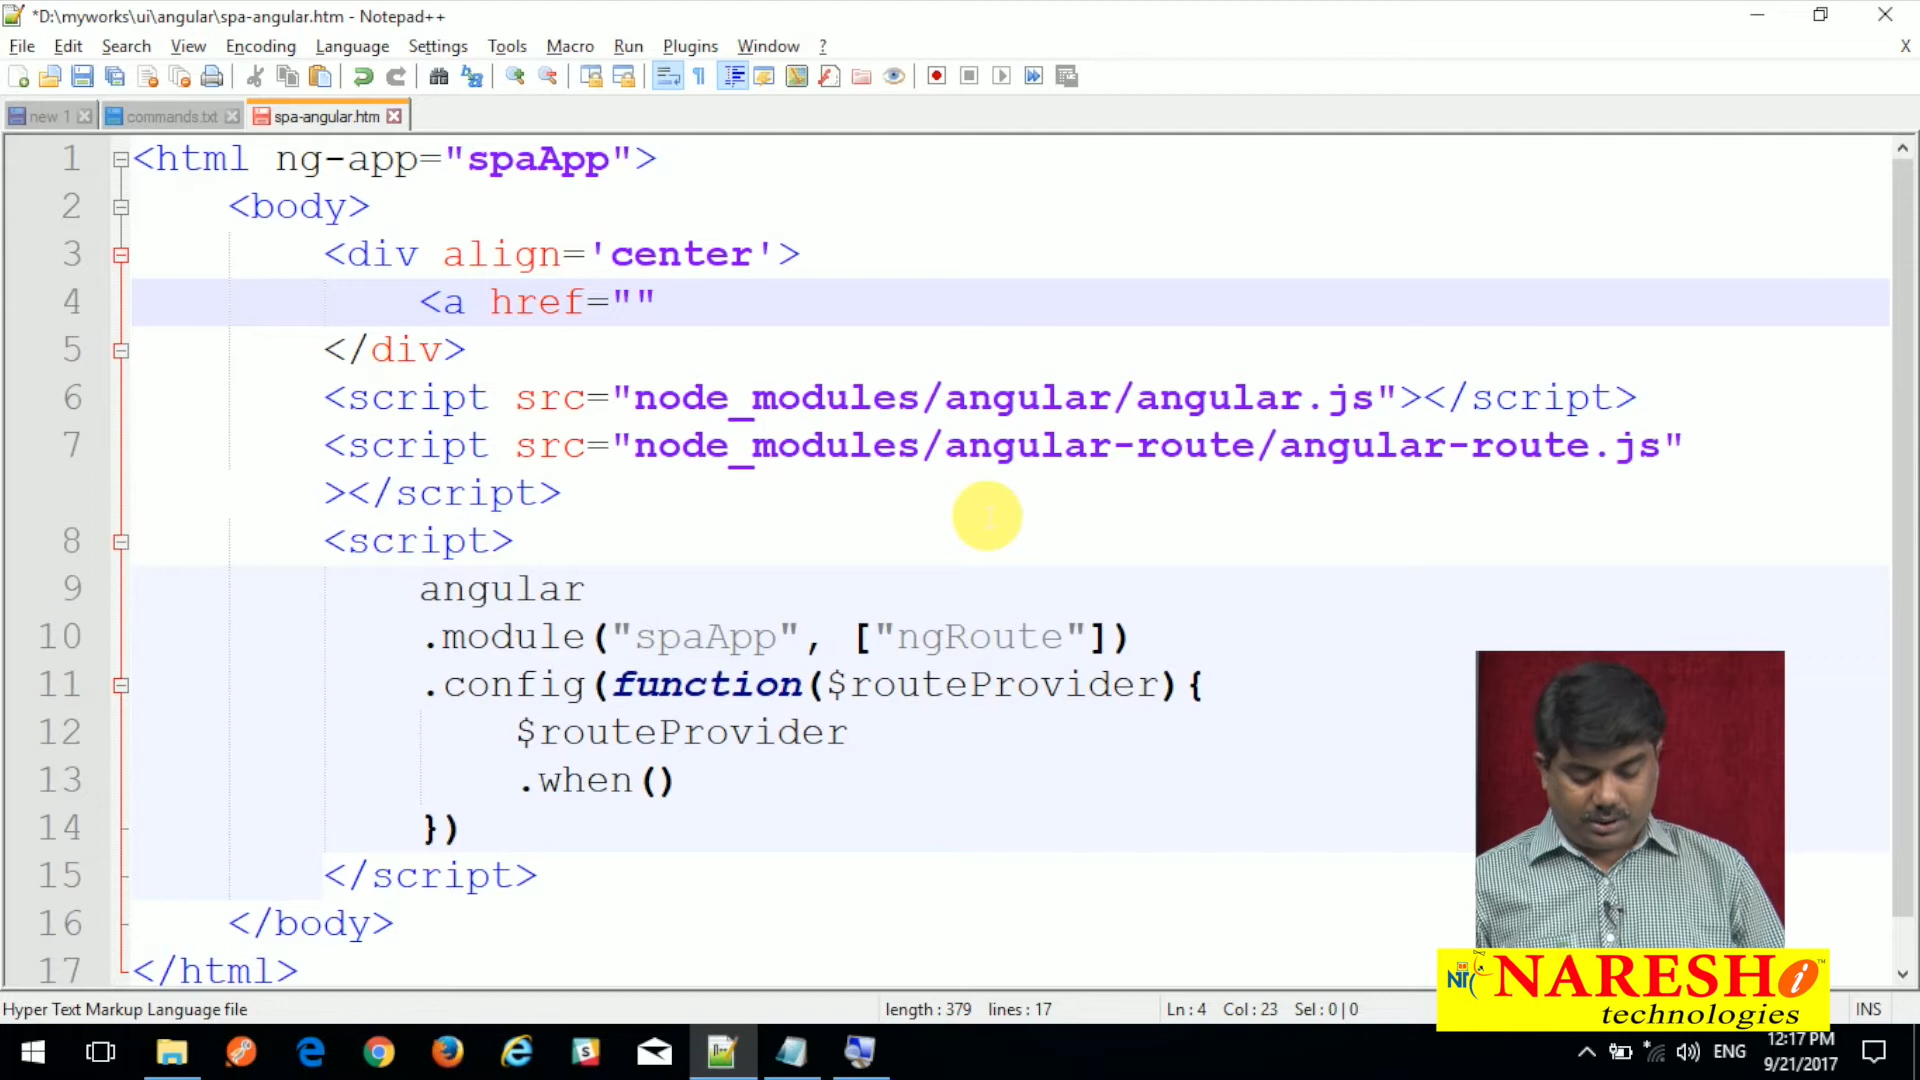 *D:\myworks\ui\angular\spa-angular.htm - Notepad++
File Edit Search View Encoding Language Settings Tools Macro Run Plugins Window ? X
new 1 commands.txt spa-angular.htm
1 <html ng-app="spaApp">
2 <body>
3 <div align='center'>
4 <a href=""
5 </div>
6 <script src="node_modules/angular/angular.js"></script>
7 <script src="node_modules/angular-route/angular-route.js"
></script>
8 <script>
9 angular
10 .module("spaApp", ["ngRoute"])
11 .config(function($routeProvider){
12 $routeProvider
13 .when()
14 })
15 </script>
16 </body>
17 </html>
NARESH i
technologies
Hyper Text Markup Language file length : 379 lines : 17 Ln : 4 Col : 23 Sel : 0 | 0 INS
ENG 12:17 PM
9/21/2017